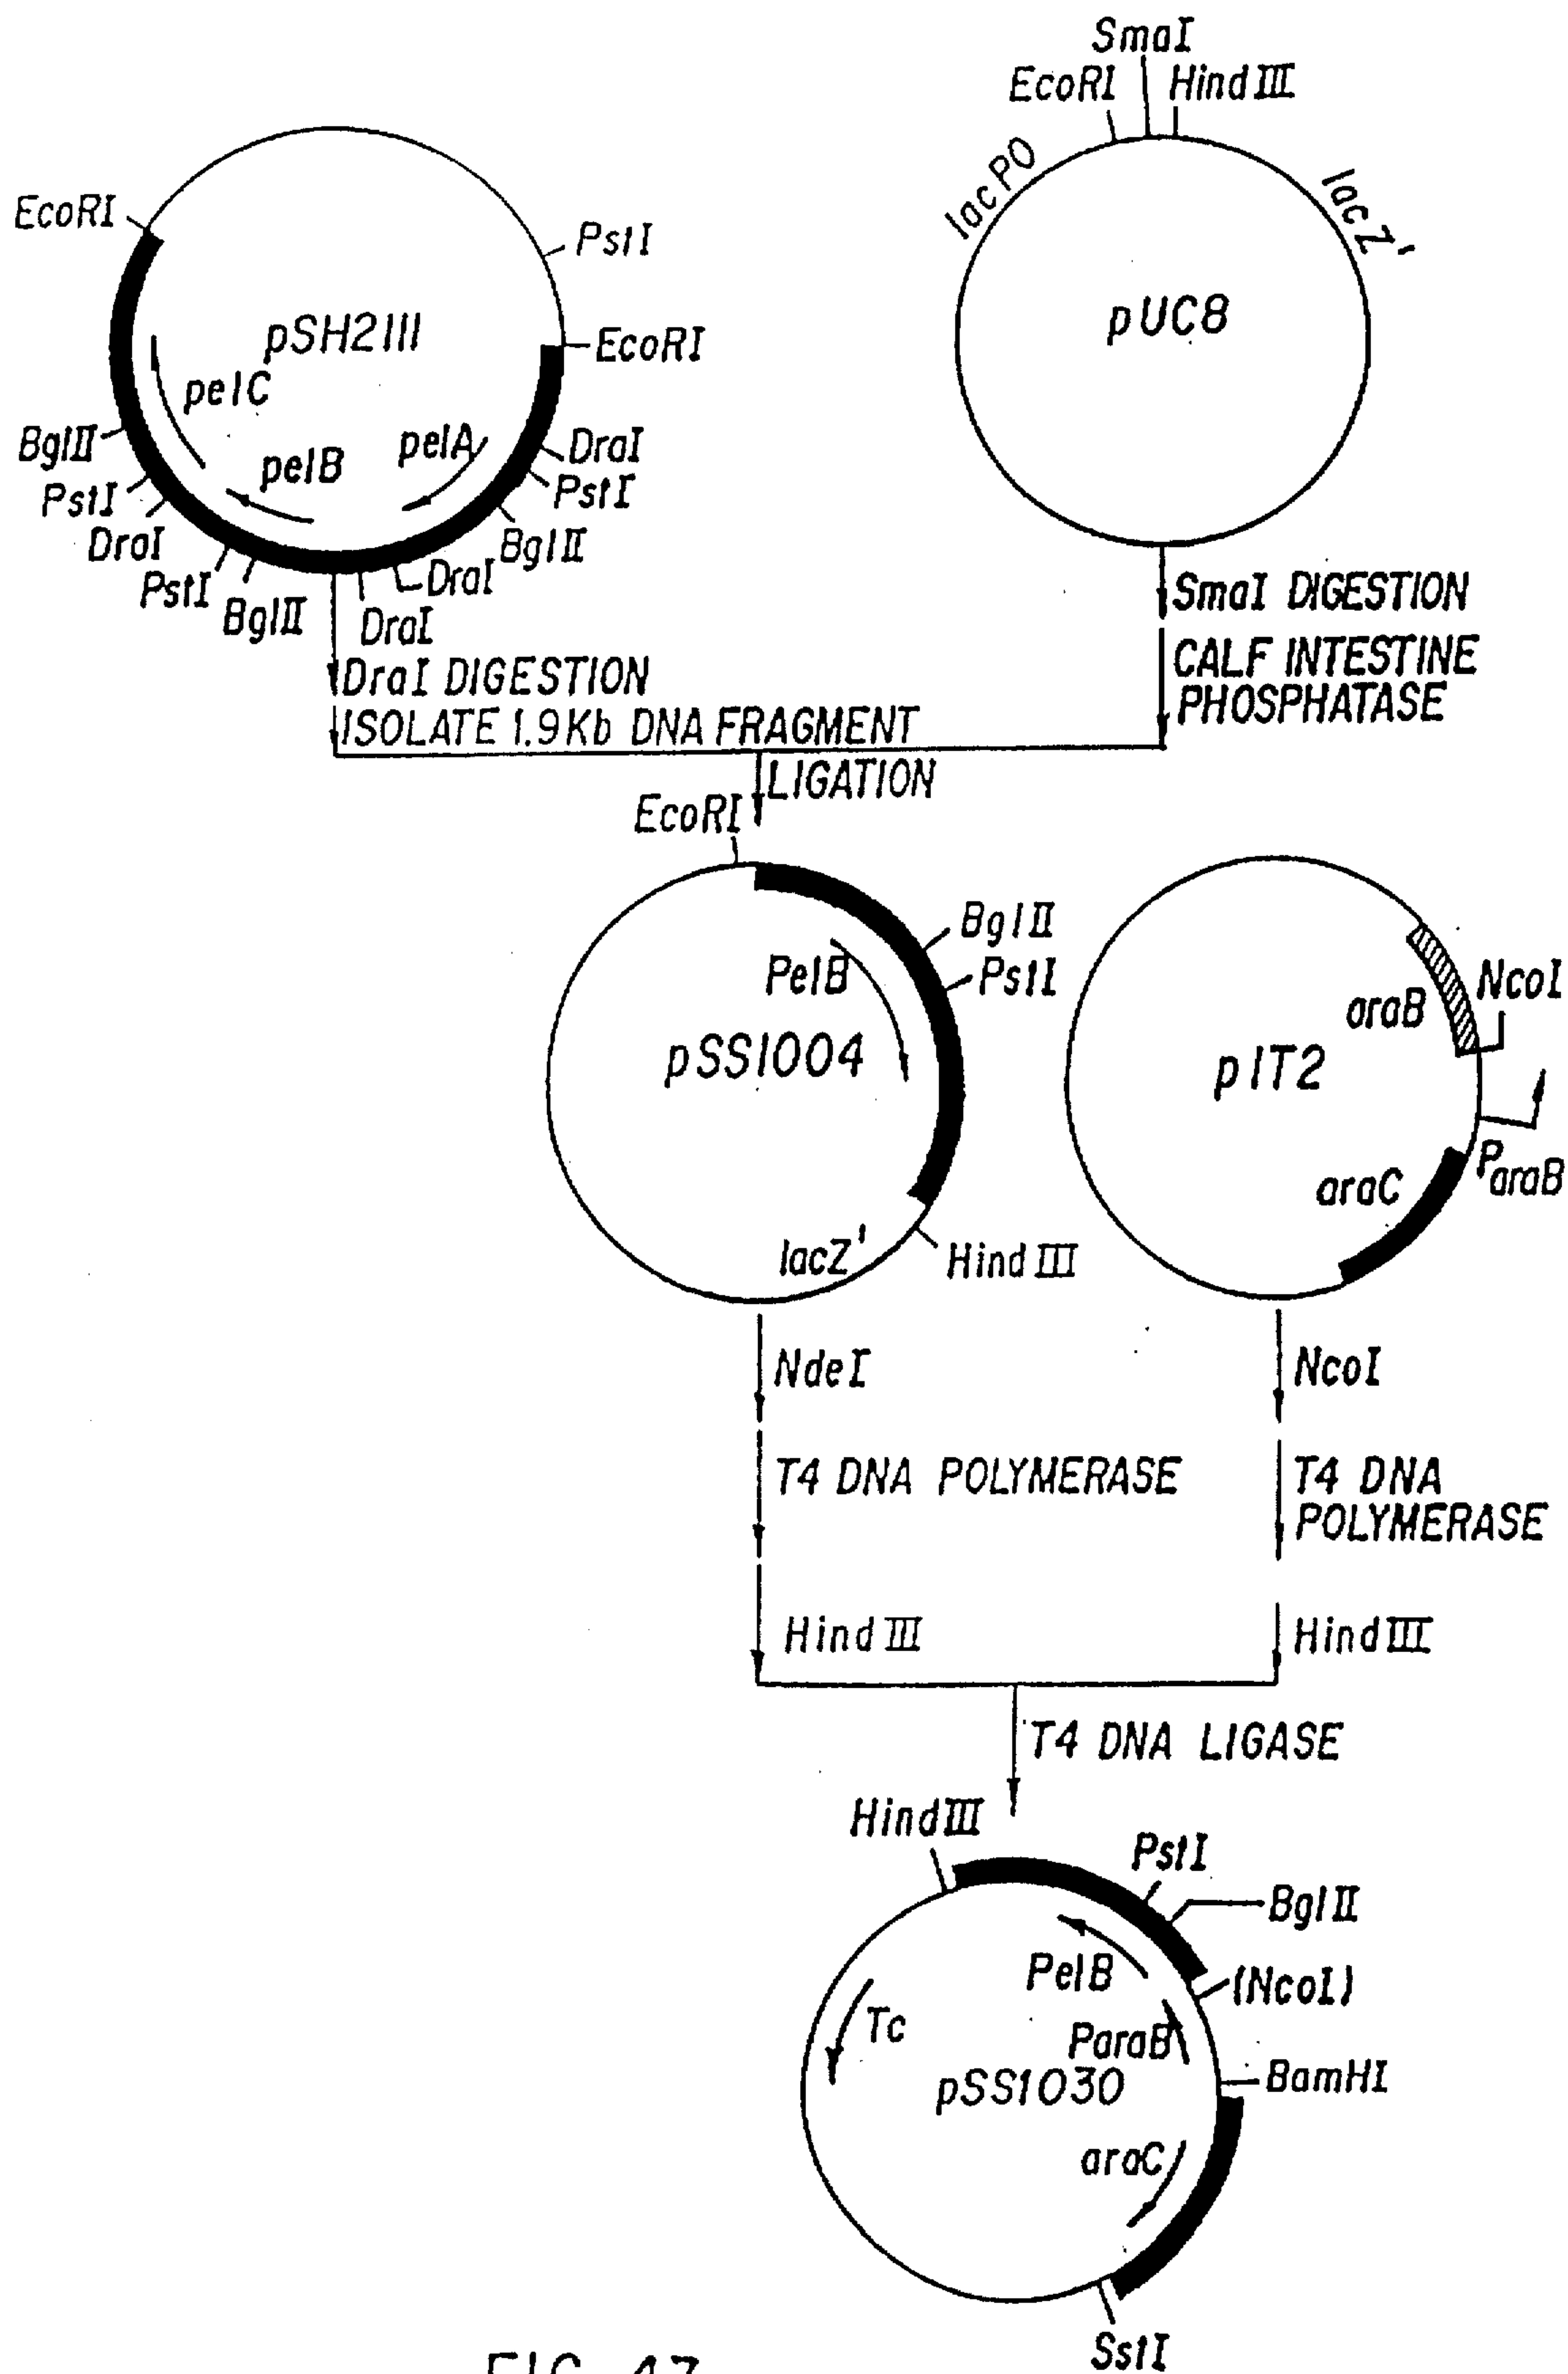 SmaI
EcoRI
HindIII
lacPO
lacZ'
pUC8
EcoRI
PstI
pSH2111
EcoRI
pelC
pelB
pelA
BglII
PstI
DraI
PstI
BglII
DraI
DraI
BglII
PstI
DraI
DraI DIGESTION
ISOLATE 1.9Kb DNA FRAGMENT
SmaI DIGESTION
CALF INTESTINE
PHOSPHATASE
LIGATION
EcoRI
BglII
PstI
PelB
pSS1004
lacZ'
HindIII
araB
NcoI
pIT2
ParaB
araC
NdeI
NcoI
T4 DNA POLYMERASE
T4 DNA
POLYMERASE
HindIII
HindIII
T4 DNA LIGASE
HindIII
PstI
BglII
PelB
(NcoI)
Tc
ParaB
BamHI
pSS1030
araC
SstI
FIG. 47